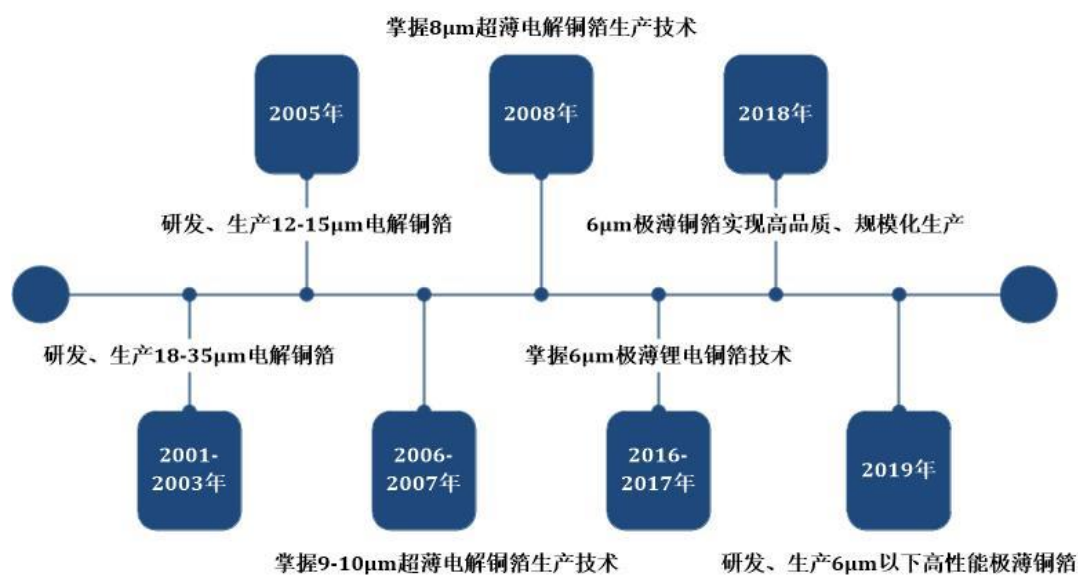 掌握8μm超薄电解铜箔生产技术
2005年
2008年
2018年
研发、生产12-15μm电解铜箔
6μm极薄铜箔实现高品质、规模化生产
研发、生产18-35μm电解铜箔
掌握6μm极薄锂电铜箔技术
2001-
2003年
2006-
2007年
2016-
2017年
2019年
掌握9-10μm超薄电解铜箔生产技术
研发、生产6μm以下高性能极薄铜箔